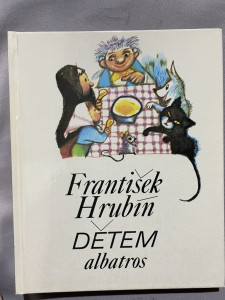 František
Hrubín
DĚTEM
albatros